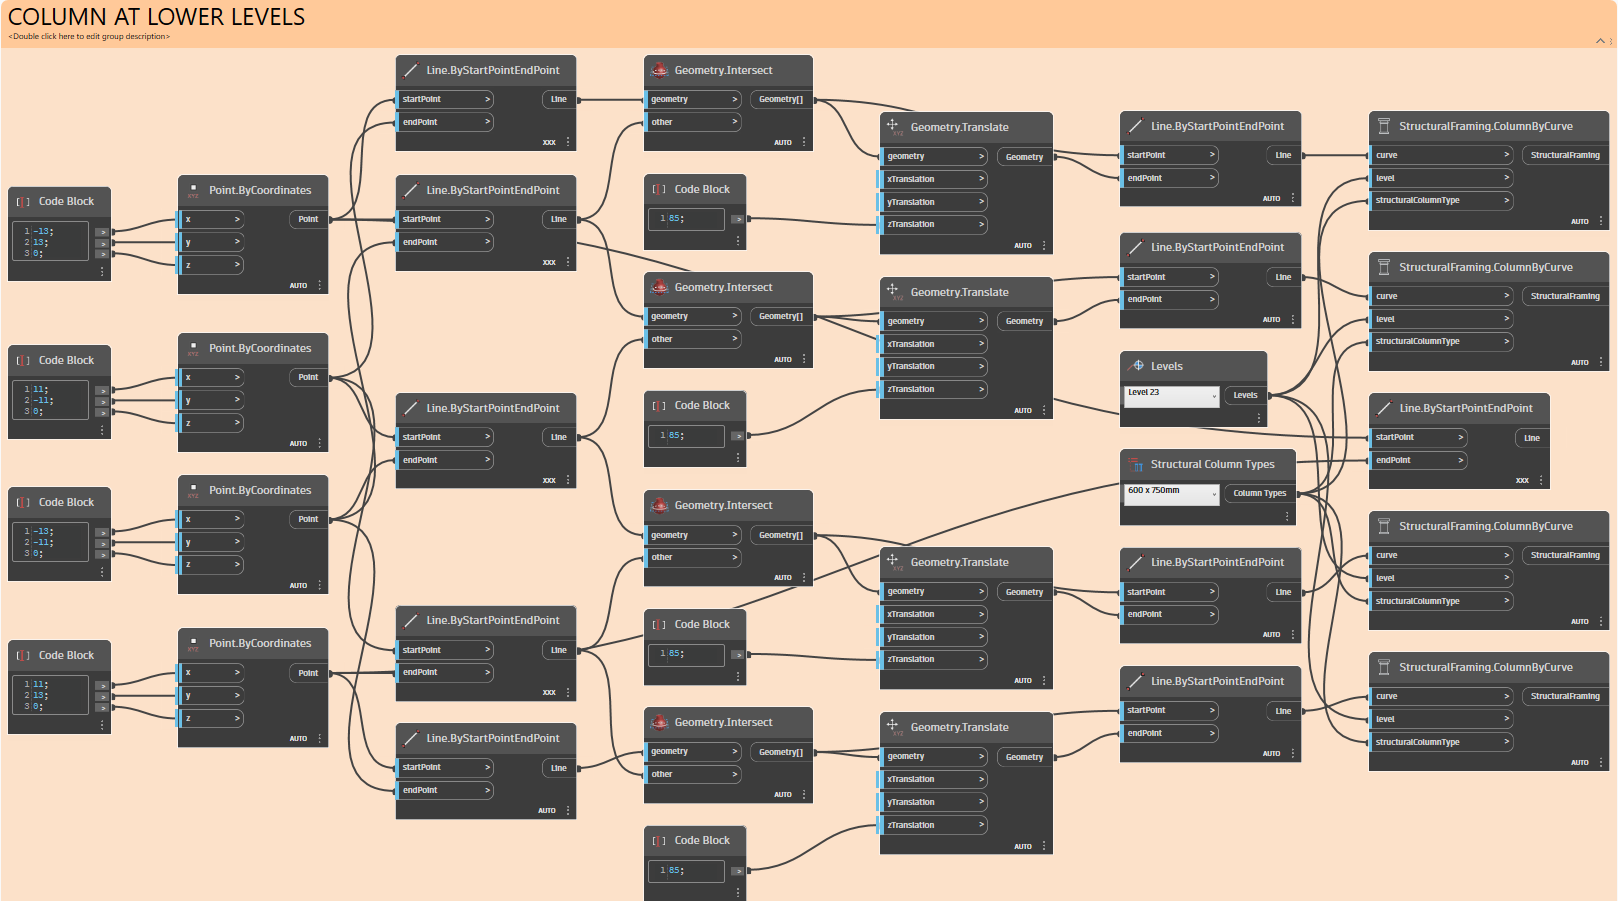 COLUMN AT LOWER LEVELS
<Double click here to edit group description>
Code Block
1 -13;
2 13;
3 0;
Code Block
1 11;
2 -11;
3 0;
Code Block
1 -13;
2 -11;
3 0;
Code Block
1 11;
2 13;
3 0;
Point.ByCoordinates
x > Point
y >
z >
AUTO
Point.ByCoordinates
x > Point
y >
z >
AUTO
Point.ByCoordinates
x > Point
y >
z >
AUTO
Point.ByCoordinates
x > Point
y >
z >
AUTO
Line.ByStartPointEndPoint
startPoint > Line
endPoint >
XXX
Line.ByStartPointEndPoint
startPoint > Line
endPoint >
XXX
Line.ByStartPointEndPoint
startPoint > Line
endPoint >
XXX
Line.ByStartPointEndPoint
startPoint > Line
endPoint >
XXX
Line.ByStartPointEndPoint
startPoint > Line
endPoint >
AUTO
Geometry.Intersect
geometry > Geometry[]
other >
AUTO
Code Block
1 85;
Geometry.Intersect
geometry > Geometry[]
other >
AUTO
Code Block
1 85;
Geometry.Intersect
geometry > Geometry[]
other >
AUTO
Code Block
1 85;
Geometry.Intersect
geometry > Geometry[]
other >
AUTO
Code Block
1 85;
Geometry.Translate
geometry > Geometry
xTranslation >
yTranslation >
zTranslation >
AUTO
Geometry.Translate
geometry > Geometry
xTranslation >
yTranslation >
zTranslation >
AUTO
Geometry.Translate
geometry > Geometry
xTranslation >
yTranslation >
zTranslation >
AUTO
Geometry.Translate
geometry > Geometry
xTranslation >
yTranslation >
zTranslation >
AUTO
Line.ByStartPointEndPoint
startPoint > Line
endPoint >
AUTO
Line.ByStartPointEndPoint
startPoint > Line
endPoint >
AUTO
Levels
Level 23 Levels
Structural Column Types
600 x 750mm Column Types
Line.ByStartPointEndPoint
startPoint > Line
endPoint >
AUTO
Line.ByStartPointEndPoint
startPoint > Line
endPoint >
AUTO
StructuralFraming.ColumnByCurve
curve > StructuralFraming
level >
structuralColumnType >
AUTO
StructuralFraming.ColumnByCurve
curve > StructuralFraming
level >
structuralColumnType >
AUTO
Line.ByStartPointEndPoint
startPoint > Line
endPoint >
XXX
StructuralFraming.ColumnByCurve
curve > StructuralFraming
level >
structuralColumnType >
AUTO
StructuralFraming.ColumnByCurve
curve > StructuralFraming
level >
structuralColumnType >
AUTO